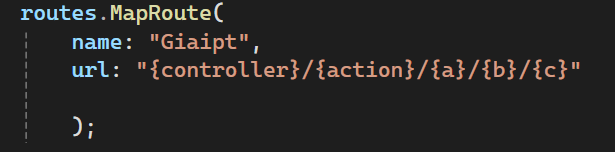 routes.MapRoute(
name: "Giaipt",
url: "{controller}/{action}/{a}/{b}/{c}"
);